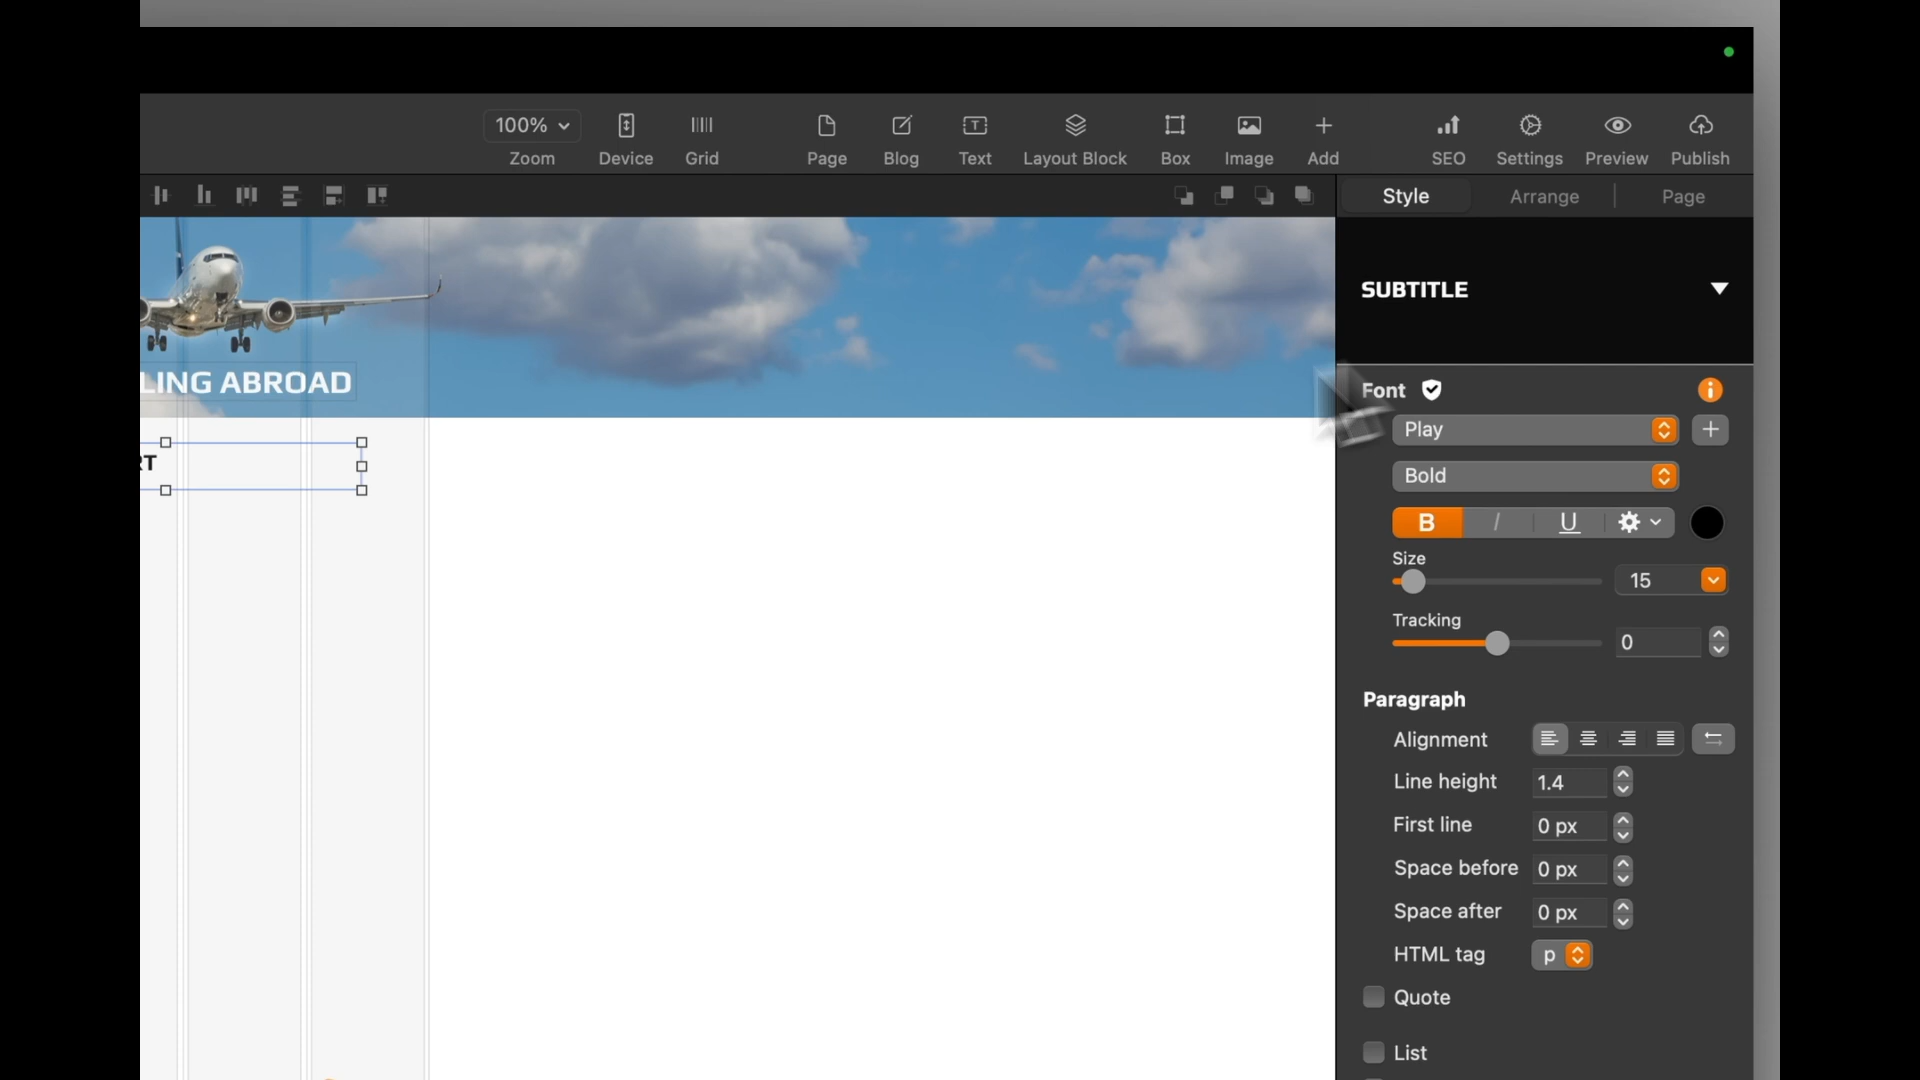 100%
Zoom
Device
Grid
Page
Blog
Text
Layout Block
Box
Image
Add
SEO
Settings
Preview
Publish
Style
Arrange
Page
LING ABROAD
RT
SUBTITLE
Font
Play
Bold
B I U
Size
15
Tracking
0
Paragraph
Alignment
Line height 1.4
First line 0 px
Space before 0 px
Space after 0 px
HTML tag p
Quote
List